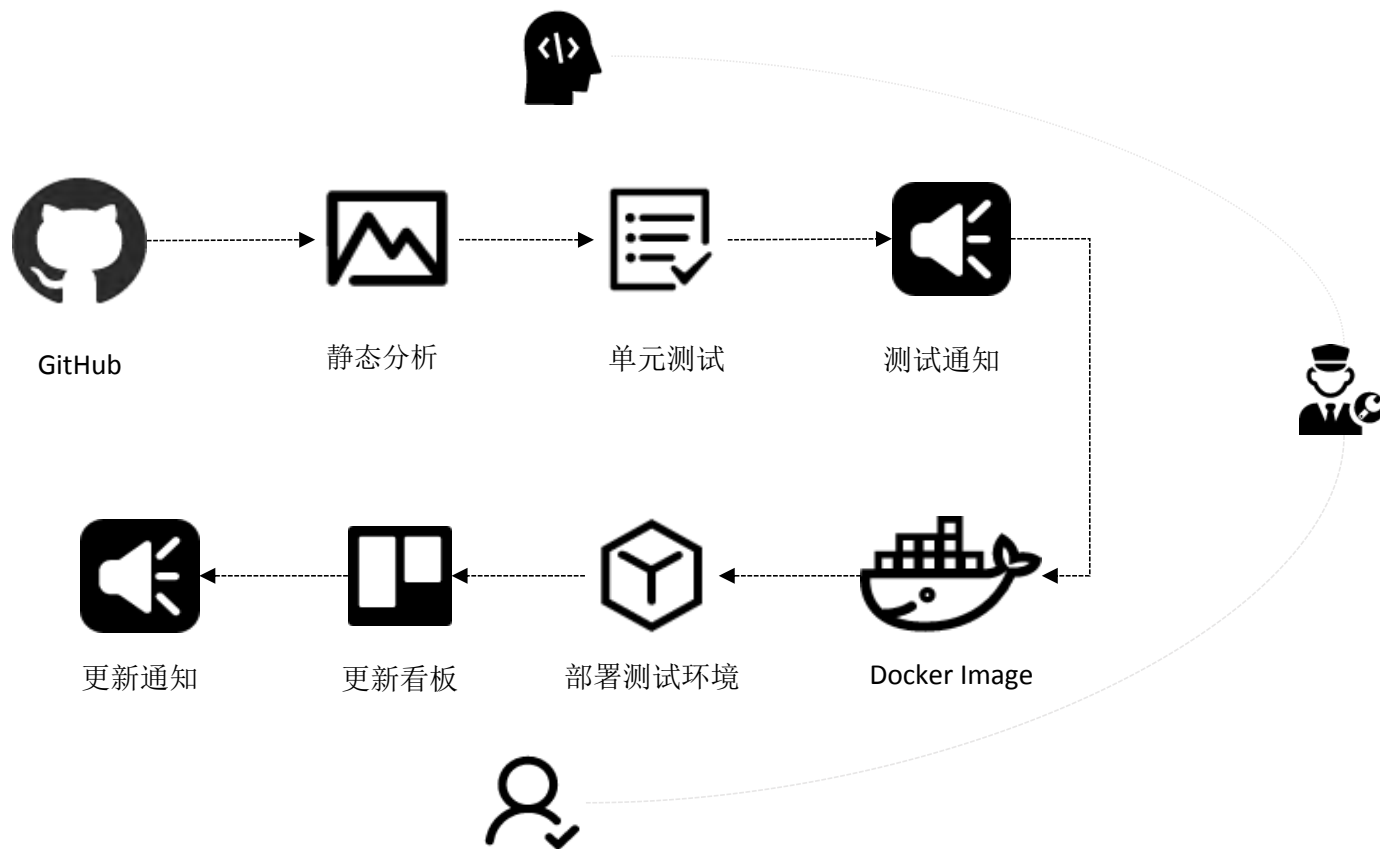 GitHub
静态分析
单元测试
测试通知
更新通知
更新看板
部署测试环境
Docker Image